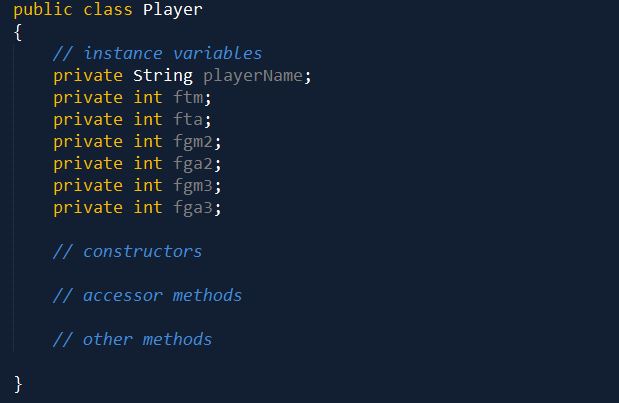 public class Player
{
// instance variables
private String playerName;
private int ftm;
private int fta;
private int fgm2;
private int fga2;
private int fgm3;
private int fga3;
// constructors
// accessor methods
// other methods
}